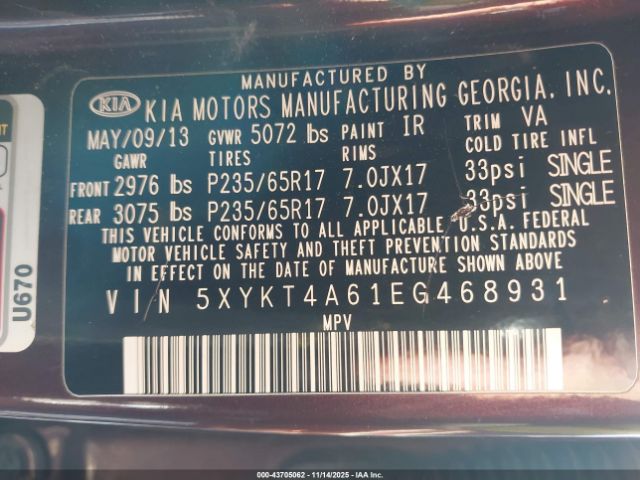 MANUFACTURED BY
KIA KIA MOTORS MANUFACTURING GEORGIA, INC.
MAY/09/13 GVWR 5072 lbs PAINT IR TRIM VA
GAWR TIRES RIMS COLD TIRE INFL
FRONT 2976 lbs P235/65R17 7.0JX17 33psi SINGLE
REAR 3075 lbs P235/65R17 7.0JX17 33psi SINGLE
THIS VEHICLE CONFORMS TO ALL APPLICABLE U.S.A. FEDERAL
MOTOR VEHICLE SAFETY AND THEFT PREVENTION STANDARDS
IN EFFECT ON THE DATE OF MANUFACTURE SHOWN ABOVE
VIN 5XYKT4A61EG468931
MPV
U670
000-43705062 - 11/14/2025 - IAA Inc.